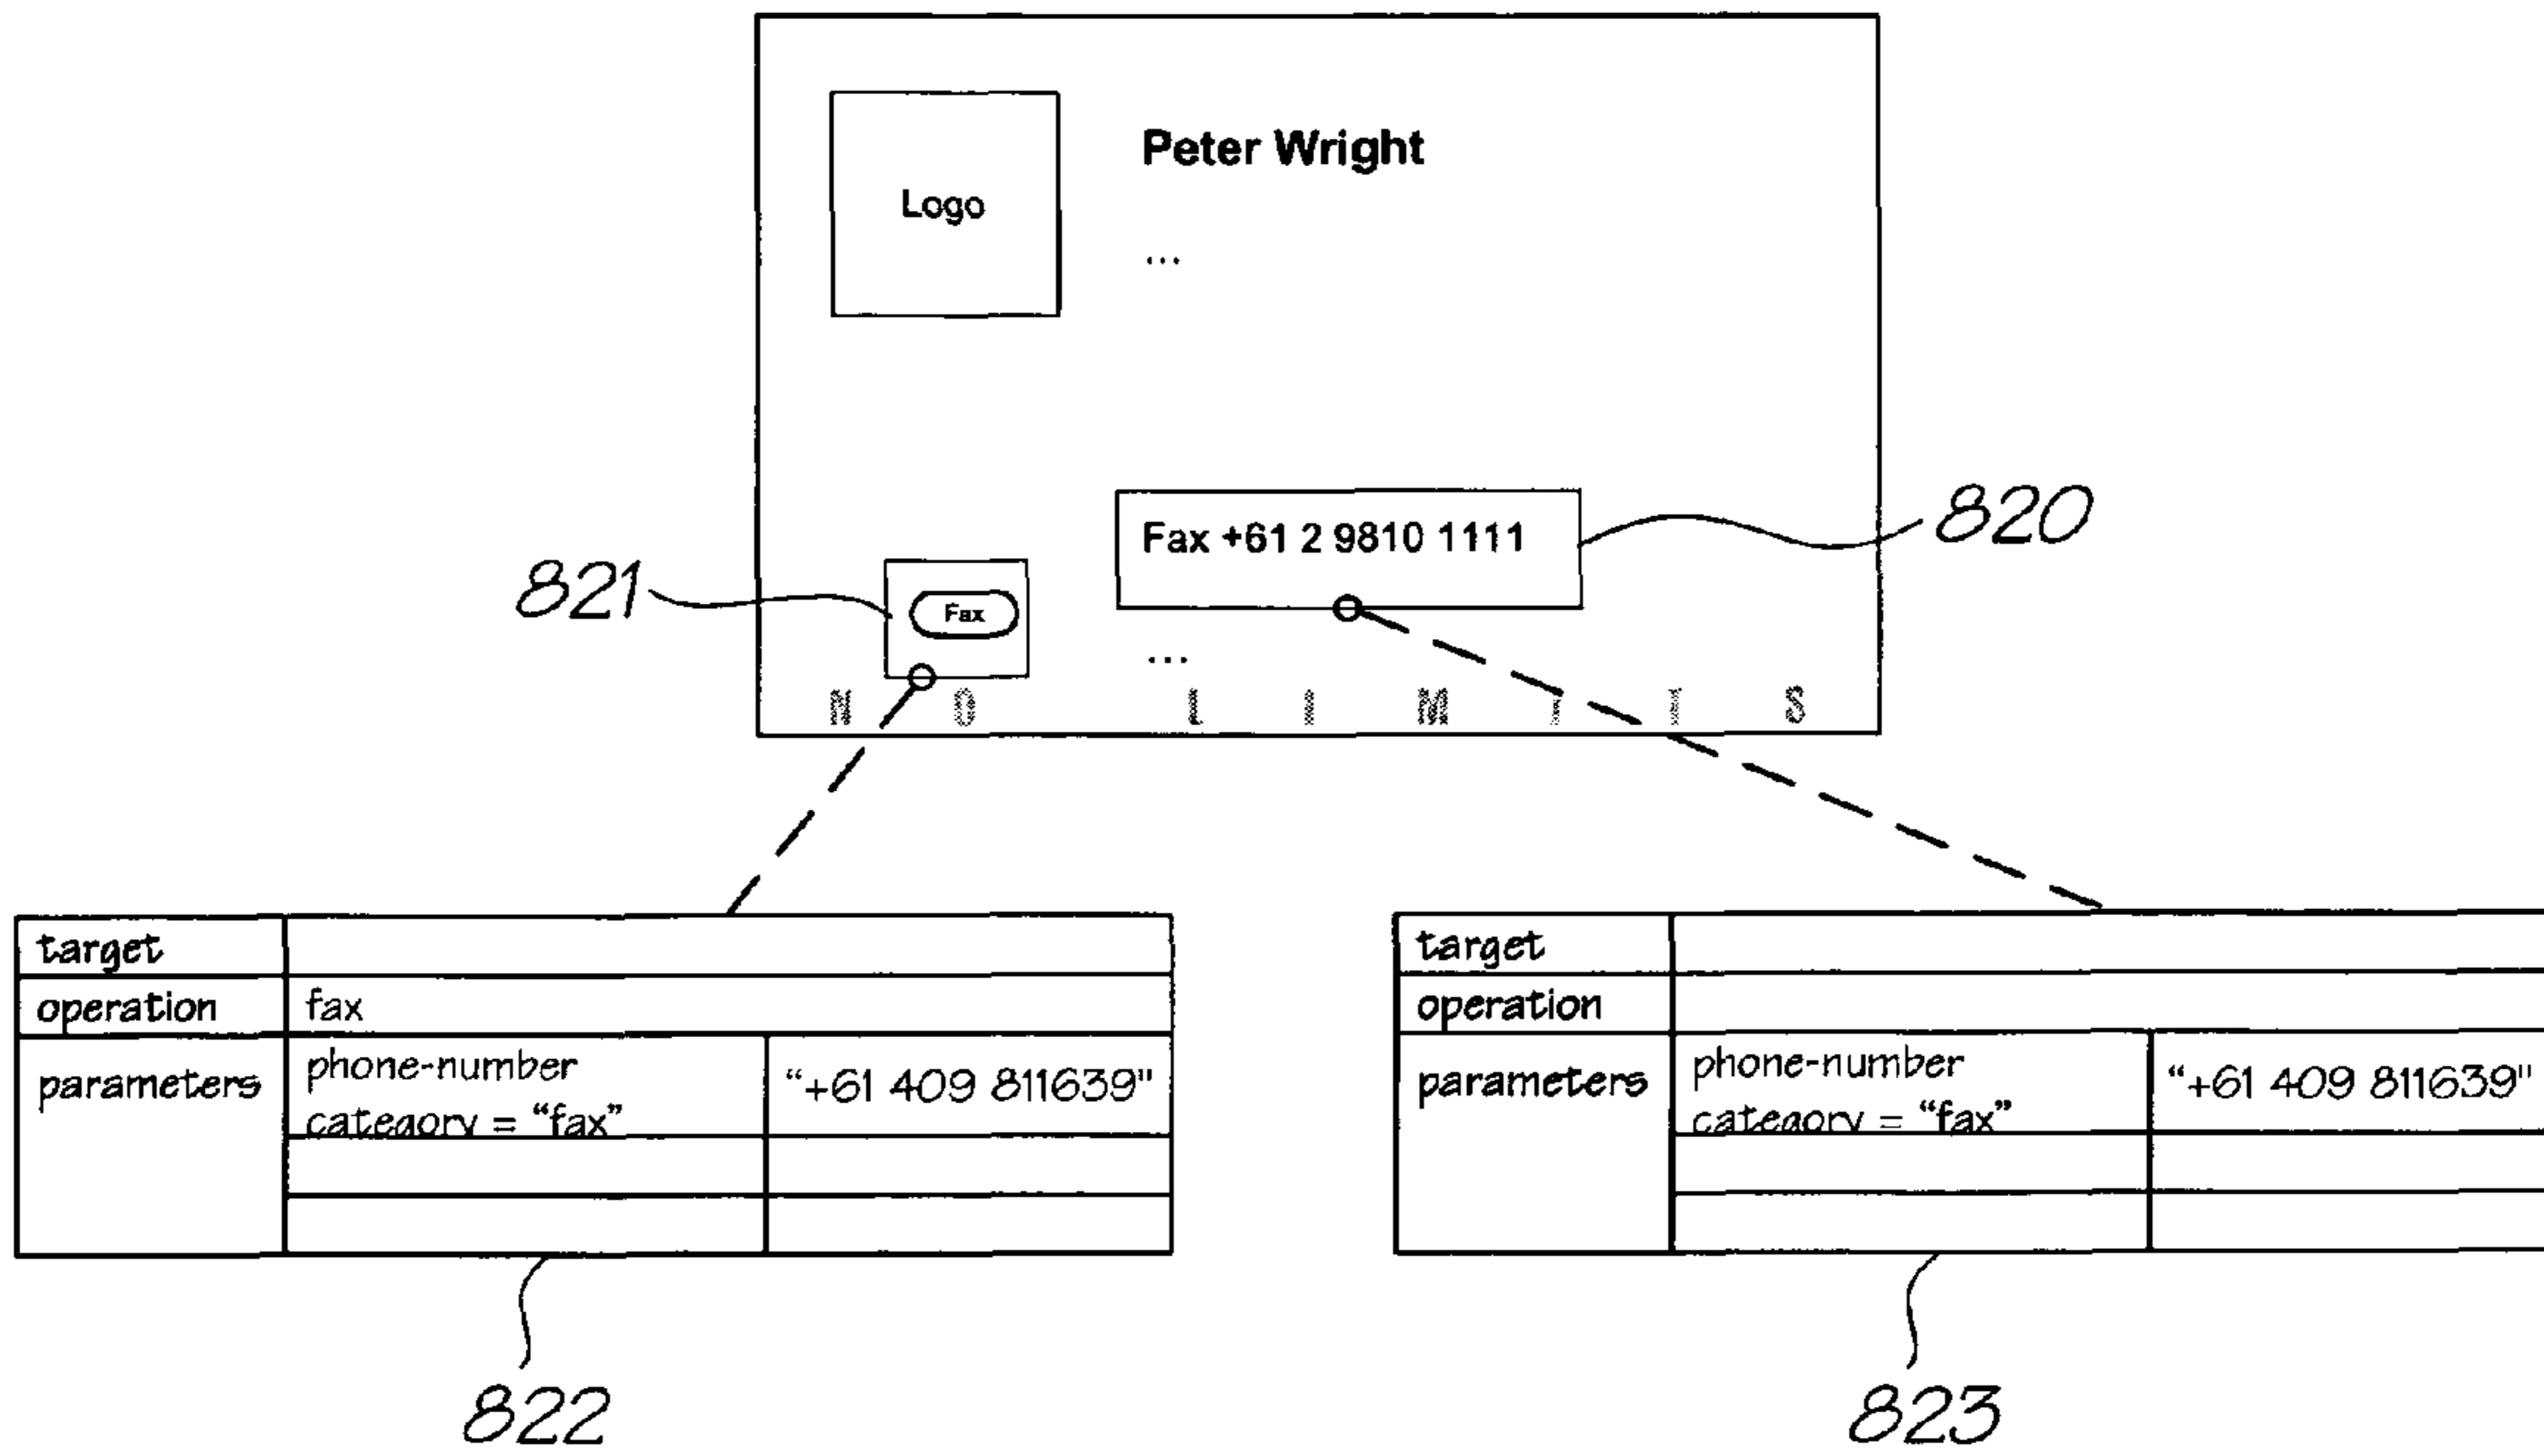 Peter Wright
Logo
...
Fax +61 2 9810 1111
820
821
Fax
...
N O L I M I T S
target
operation fax
parameters phone-number category = “fax” “+61 409 811639"
target
operation
parameters phone-number category = “fax” “+61 409 811639"
822
823